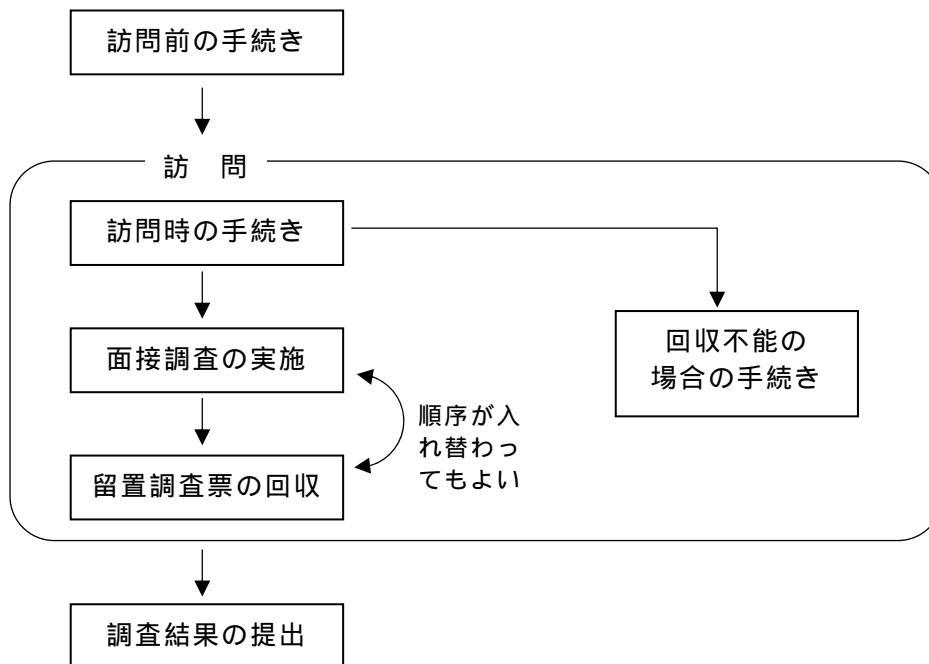 訪問前の手続き
訪　問
訪問時の手続き
面接調査の実施
回収不能の
場合の手続き
順序が入
れ替わっ
てもよい
留置調査票の回収
調査結果の提出